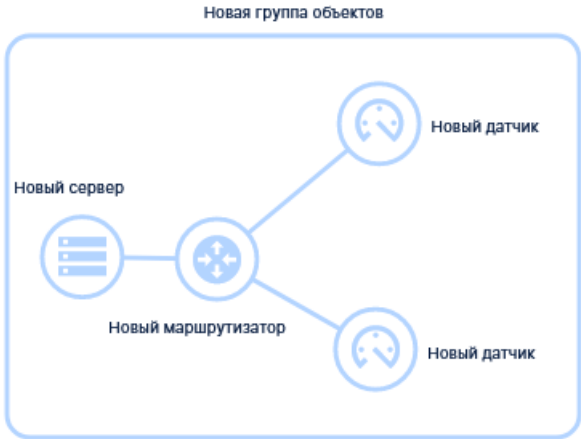 Новая группа объектов
Новый датчик
Новый сервер
Новый маршрутизатор
Новый датчик